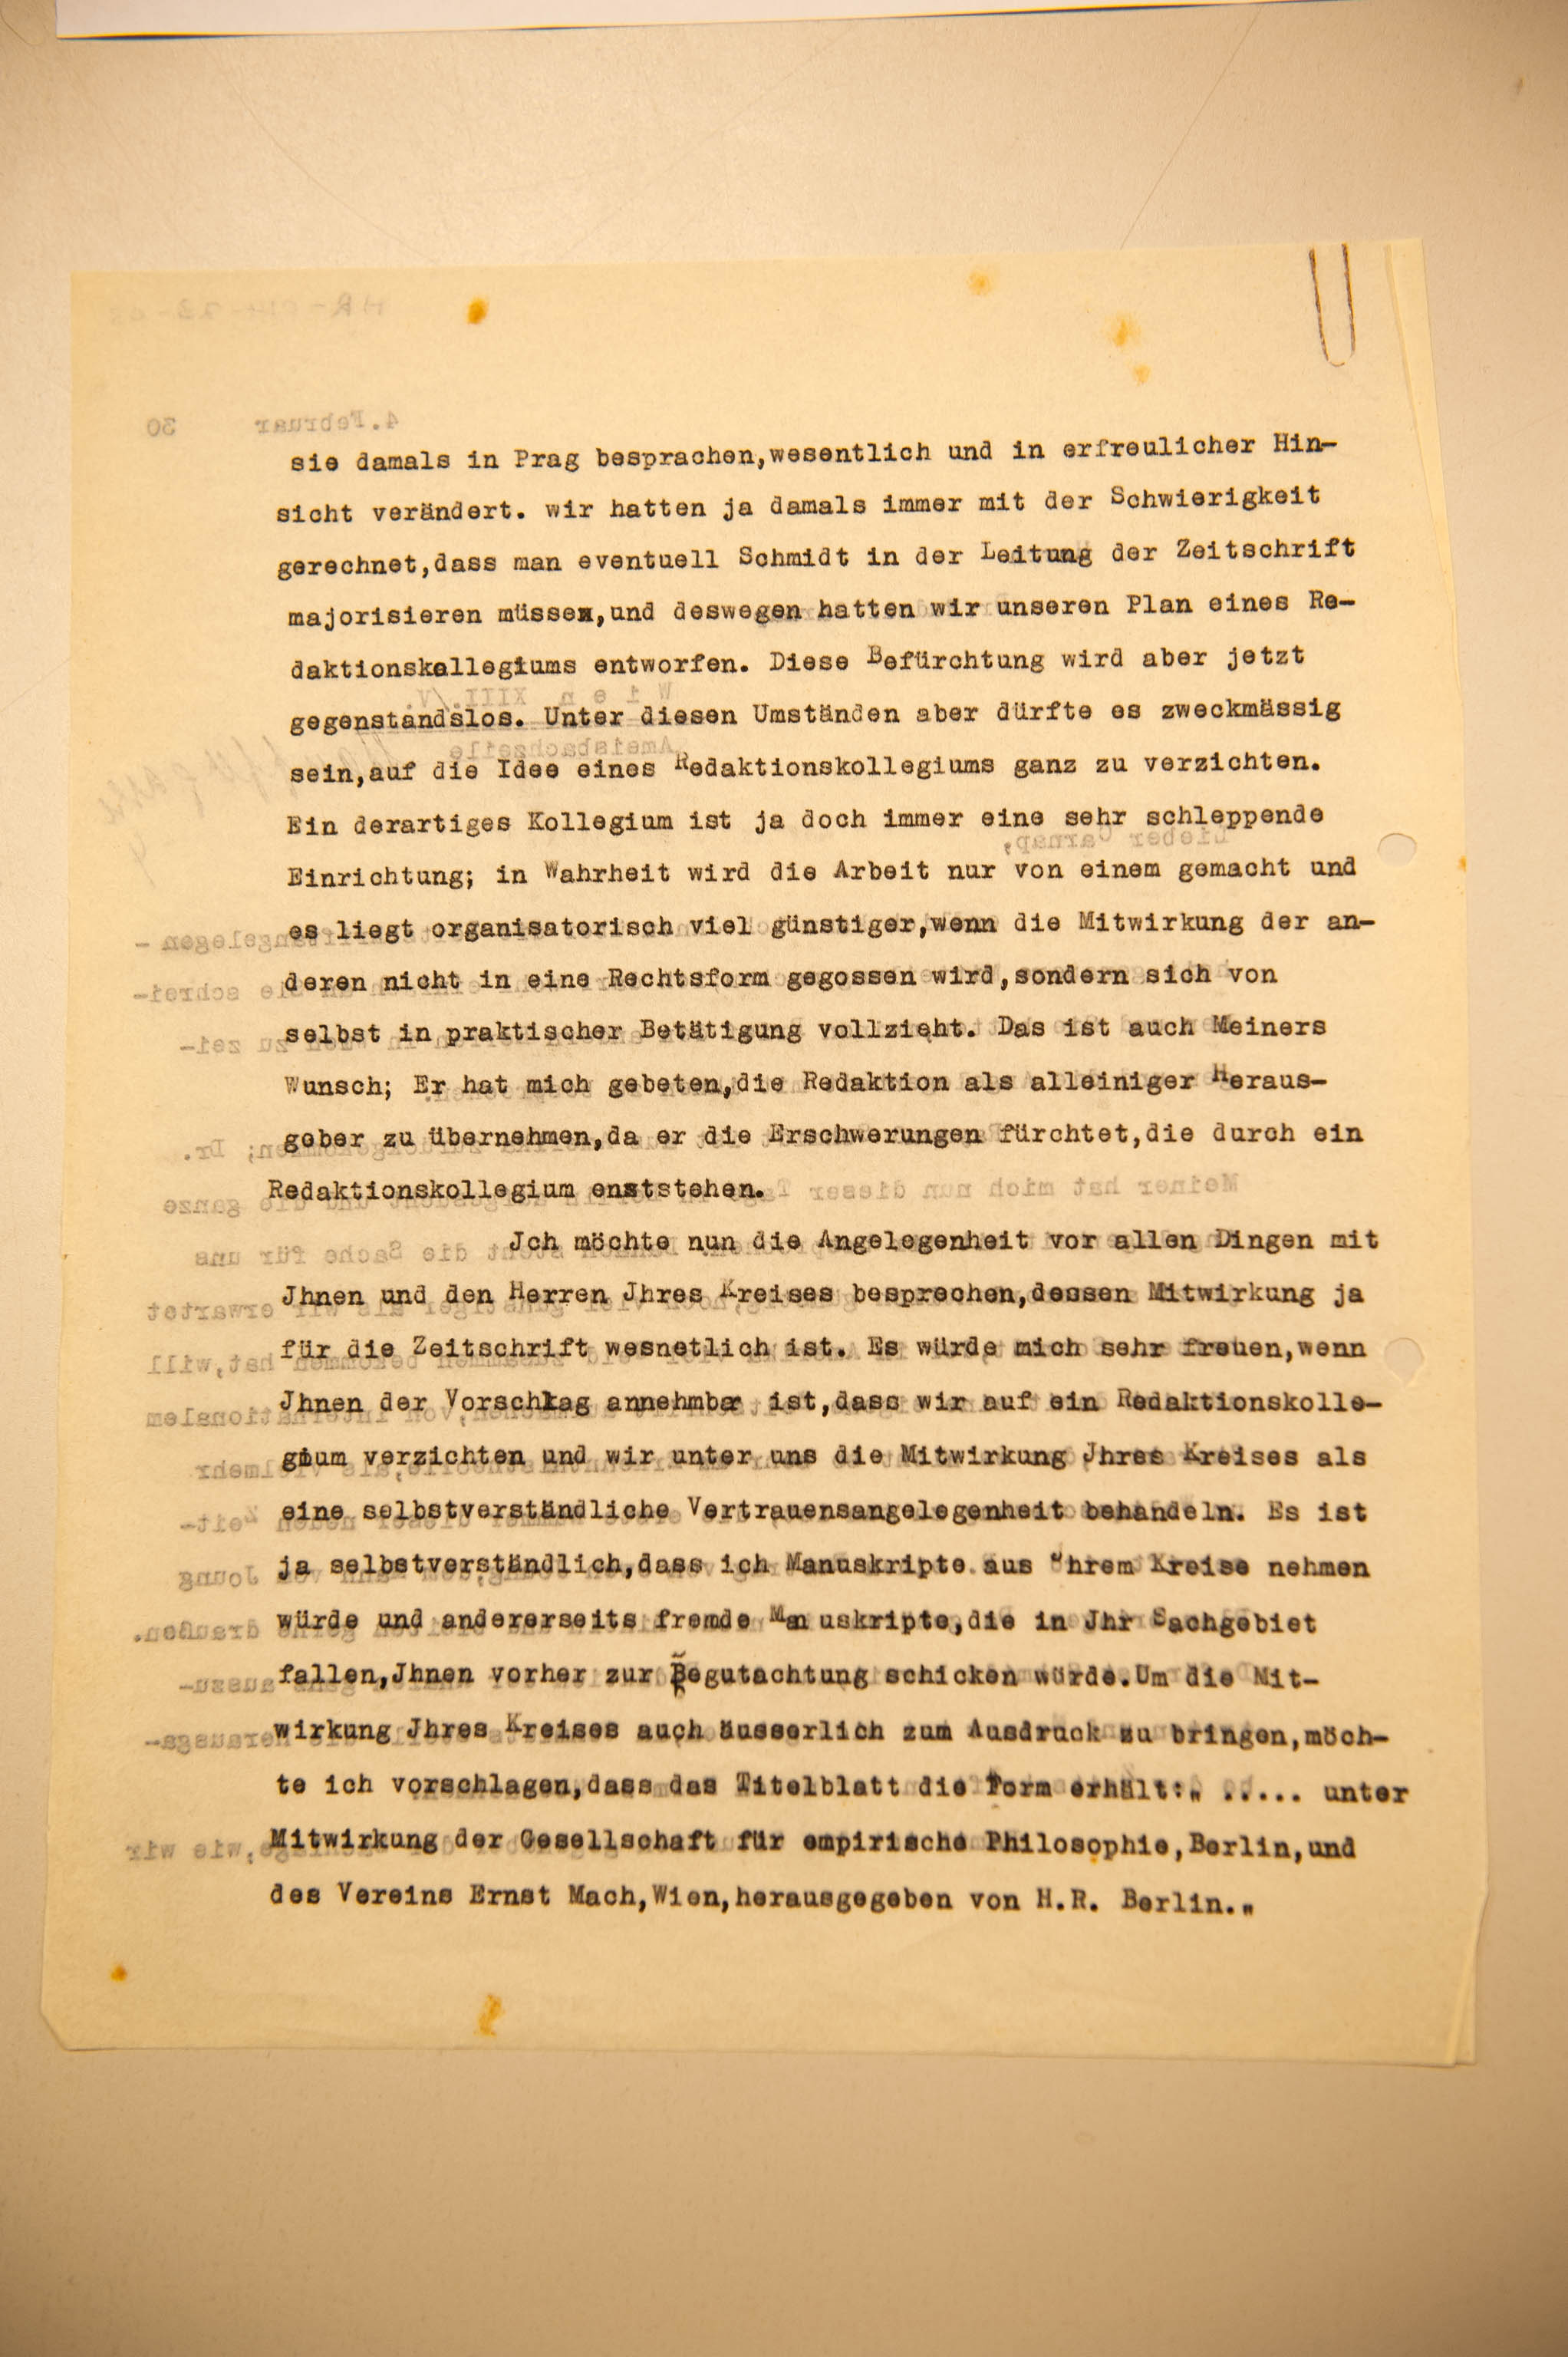 sie damals in Prag besprachen,wesentlich und in erfreulicher Hin-
sicht verändert. wir hatten ja damals immer mit der Schwierigkeit
gerechnet,dass man eventuell Schmidt in der Leitung der Zeitschrift
majorisieren müssen,und deswegen hatten wir unseren Plan eines Re-
daktionskollegiums entworfen. Diese Befürchtung wird aber jetzt
gegenstandslos. Unter diesen Umständen aber dürfte es zweckmässig
sein,auf die Idee eines Redaktionskollegiums ganz zu verzichten.
Ein derartiges Kollegium ist ja doch immer eine sehr schleppende
Einrichtung; in Wahrheit wird die Arbeit nur von einem gemacht und
es liegt organisatorisch viel günstiger,wenn die Mitwirkung der an-
deren nicht in eine Rechtsform gegossen wird,sondern sich von
selbst in praktischer Betätigung vollzieht. Das ist auch Meiners
Wunsch; Er hat mich gebeten,die Redaktion als alleiniger Heraus-
geber zu übernehmen,da er die Erschwerungen fürchtet,die durch ein
Redaktionskollegium enststehen.
Jch möchte nun die Angelegenheit vor allen Dingen mit
Jhnen und den Herren Jhres Kreises besprechen,dessen Mitwirkung ja
für die Zeitschrift wesnetlich ist. Es würde mich sehr freuen,wenn
Jhnen der Vorschlag annehmbar ist,dass wir auf ein Redaktionskolle-
gium verzichten und wir unter uns die Mitwirkung Jhres Kreises als
eine selbstverständliche Vertrauensangelegenheit behandeln. Es ist
ja selbstverständlich,dass ich Manuskripte aus Jhrem Kreise nehmen
würde und andererseits fremde Manuskripte,die in Jhr Sachgebiet
fallen,Jhnen vorher zur Begutachtung schicken würde.Um die Mit-
wirkung Jhres Kreises auch äusserlich zum Ausdruck zu bringen,möch-
te ich vorschlagen,dass das Titelblatt die Form erhält:„ ..... unter
Mitwirkung der Gesellschaft für empirische Philosophie,Berlin,und
des Vereins Ernst Mach,Wien,herausgegeben von H.R. Berlin.„